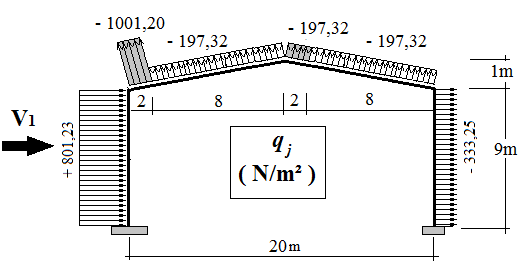 - 1001,20
- 197,32
- 197,32
- 197,32
1m
2
8
2
8
V1
+ 801,23
qj
( N/m² )
- 333,25
9m
20m